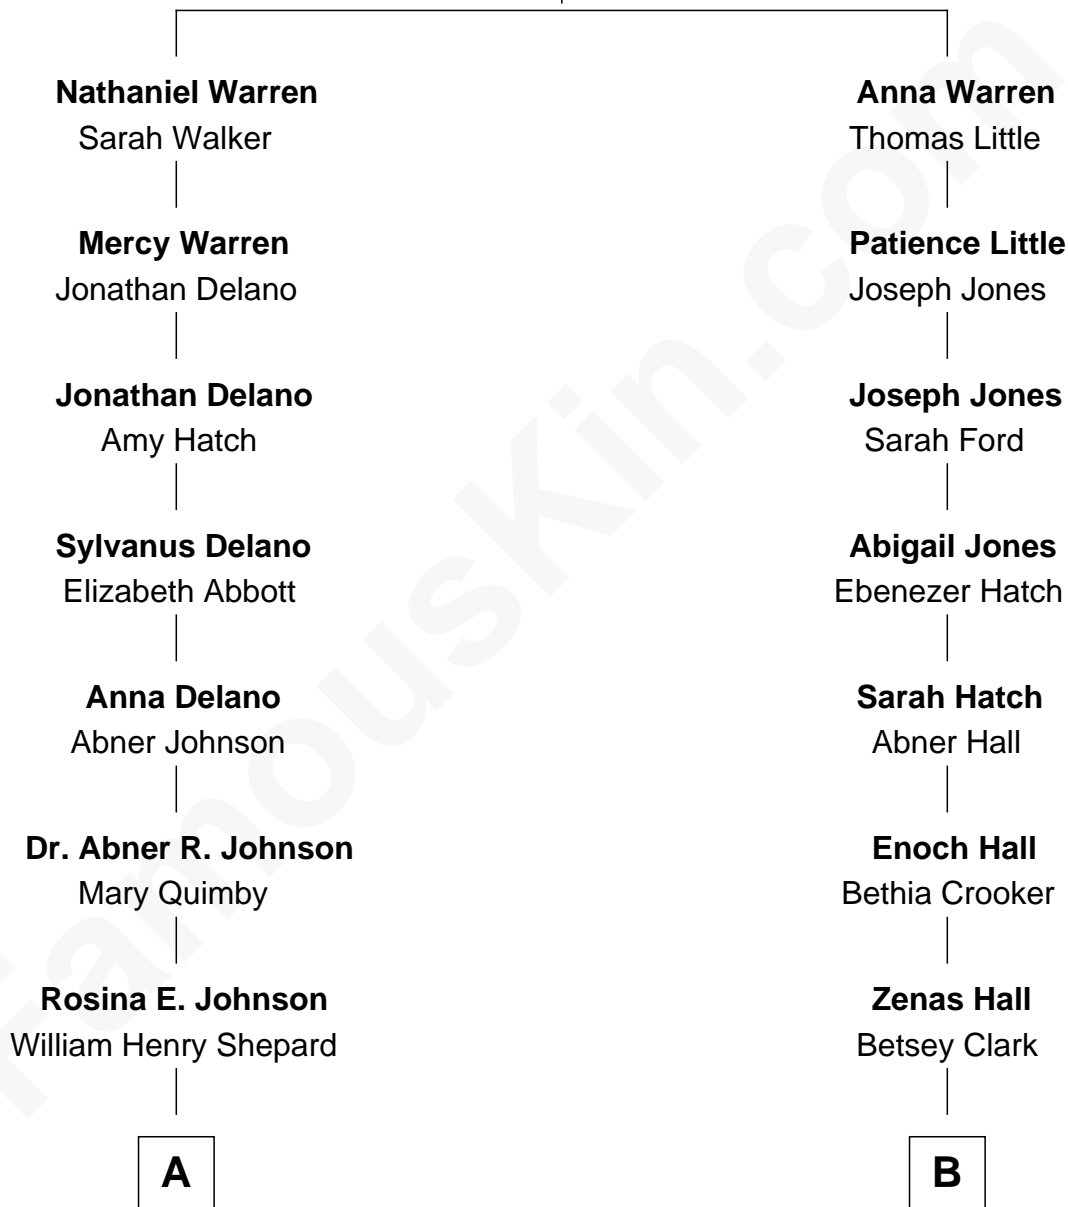 Nathaniel Warren
Sarah Walker
Anna Warren
Thomas Little
Mercy Warren
Jonathan Delano
Patience Little
Joseph Jones
Jonathan Delano
Amy Hatch
Joseph Jones
Sarah Ford
Sylvanus Delano
Elizabeth Abbott
Abigail Jones
Ebenezer Hatch
Anna Delano
Abner Johnson
Sarah Hatch
Abner Hall
Dr. Abner R. Johnson
Mary Quimby
Enoch Hall
Bethia Crooker
Rosina E. Johnson
William Henry Shepard
Zenas Hall
Betsey Clark
A
B
FamousKin.com